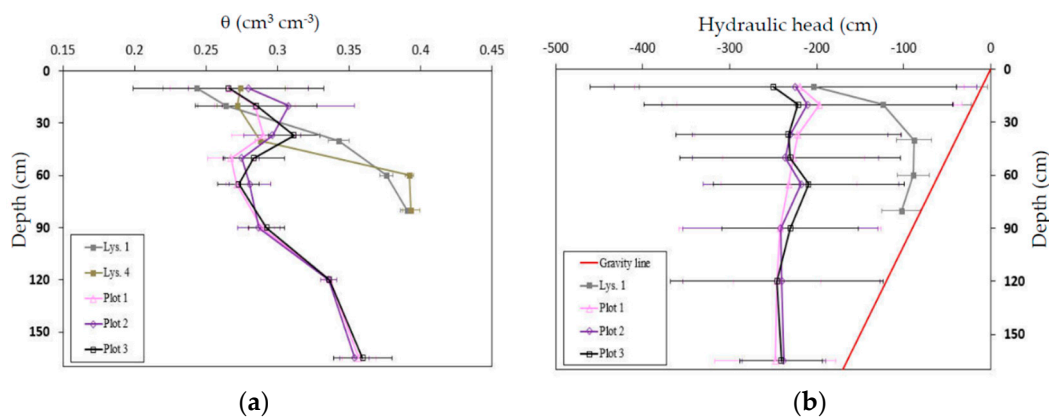 θ (cm³ cm⁻³)
0.15 0.2 0.25 0.3 0.35 0.4 0.45
0
30
60
90
120
150
Depth (cm)
Lys. 1
Lys. 4
Plot 1
Plot 2
Plot 3
(a)
Hydraulic head (cm)
-500 -400 -300 -200 -100 0
0
30
60
90
120
150
Depth (cm)
Gravity line
Lys. 1
Plot 1
Plot 2
Plot 3
(b)